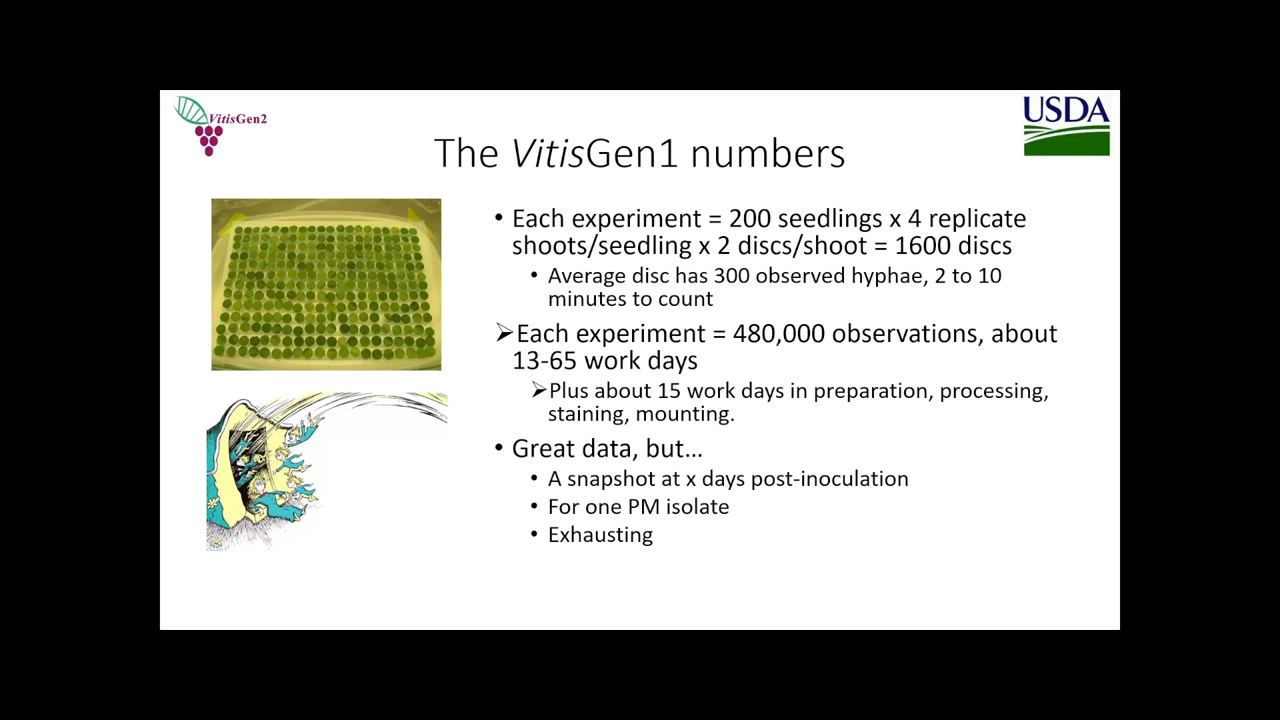 VitisGen2
USDA
The VitisGen1 numbers
• Each experiment = 200 seedlings x 4 replicate
shoots/seedling x 2 discs/shoot = 1600 discs
• Average disc has 300 observed hyphae, 2 to 10
minutes to count
➢Each experiment = 480,000 observations, about
13-65 work days
➢Plus about 15 work days in preparation, processing,
staining, mounting.
• Great data, but…
• A snapshot at x days post-inoculation
• For one PM isolate
• Exhausting